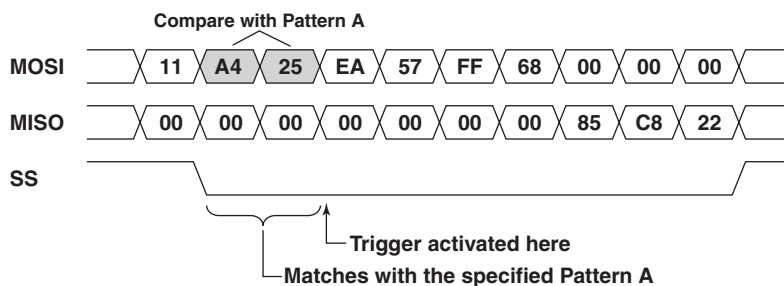 Compare with Pattern A
MOSI 11 A4 25 EA 57 FF 68 00 00 00
MISO 00 00 00 00 00 00 00 85 C8 22
SS
Trigger activated here
Matches with the specified Pattern A